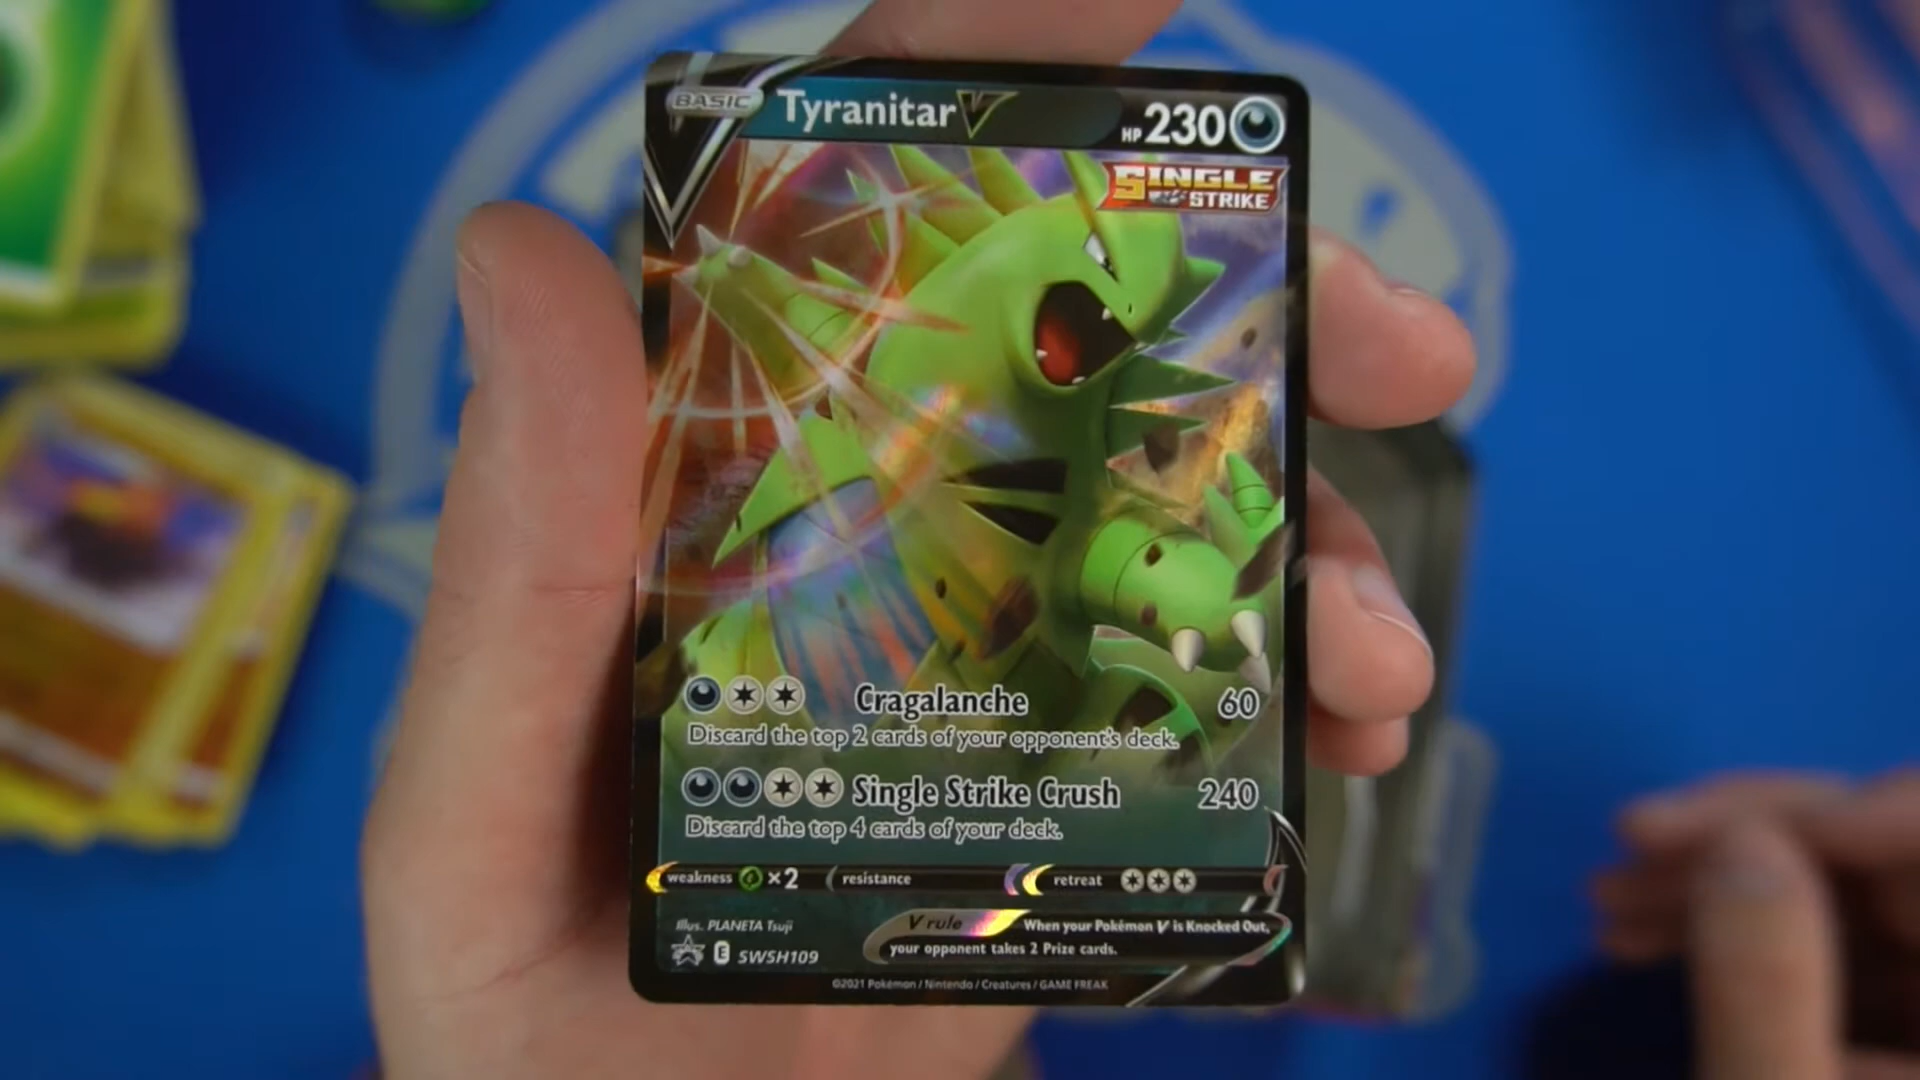 BASIC Tyranitar V HP 230
SINGLE
STRIKE
Cragalanche 60
Discard the top 2 cards of your opponent's deck.
Single Strike Crush 240
Discard the top 4 cards of your deck.
weakness ×2 resistance retreat
Illus. PLANETA Tsuji
V rule When your Pokémon V is Knocked Out,
your opponent takes 2 Prize cards.
E SWSH109
©2021 Pokémon / Nintendo / Creatures / GAME FREAK